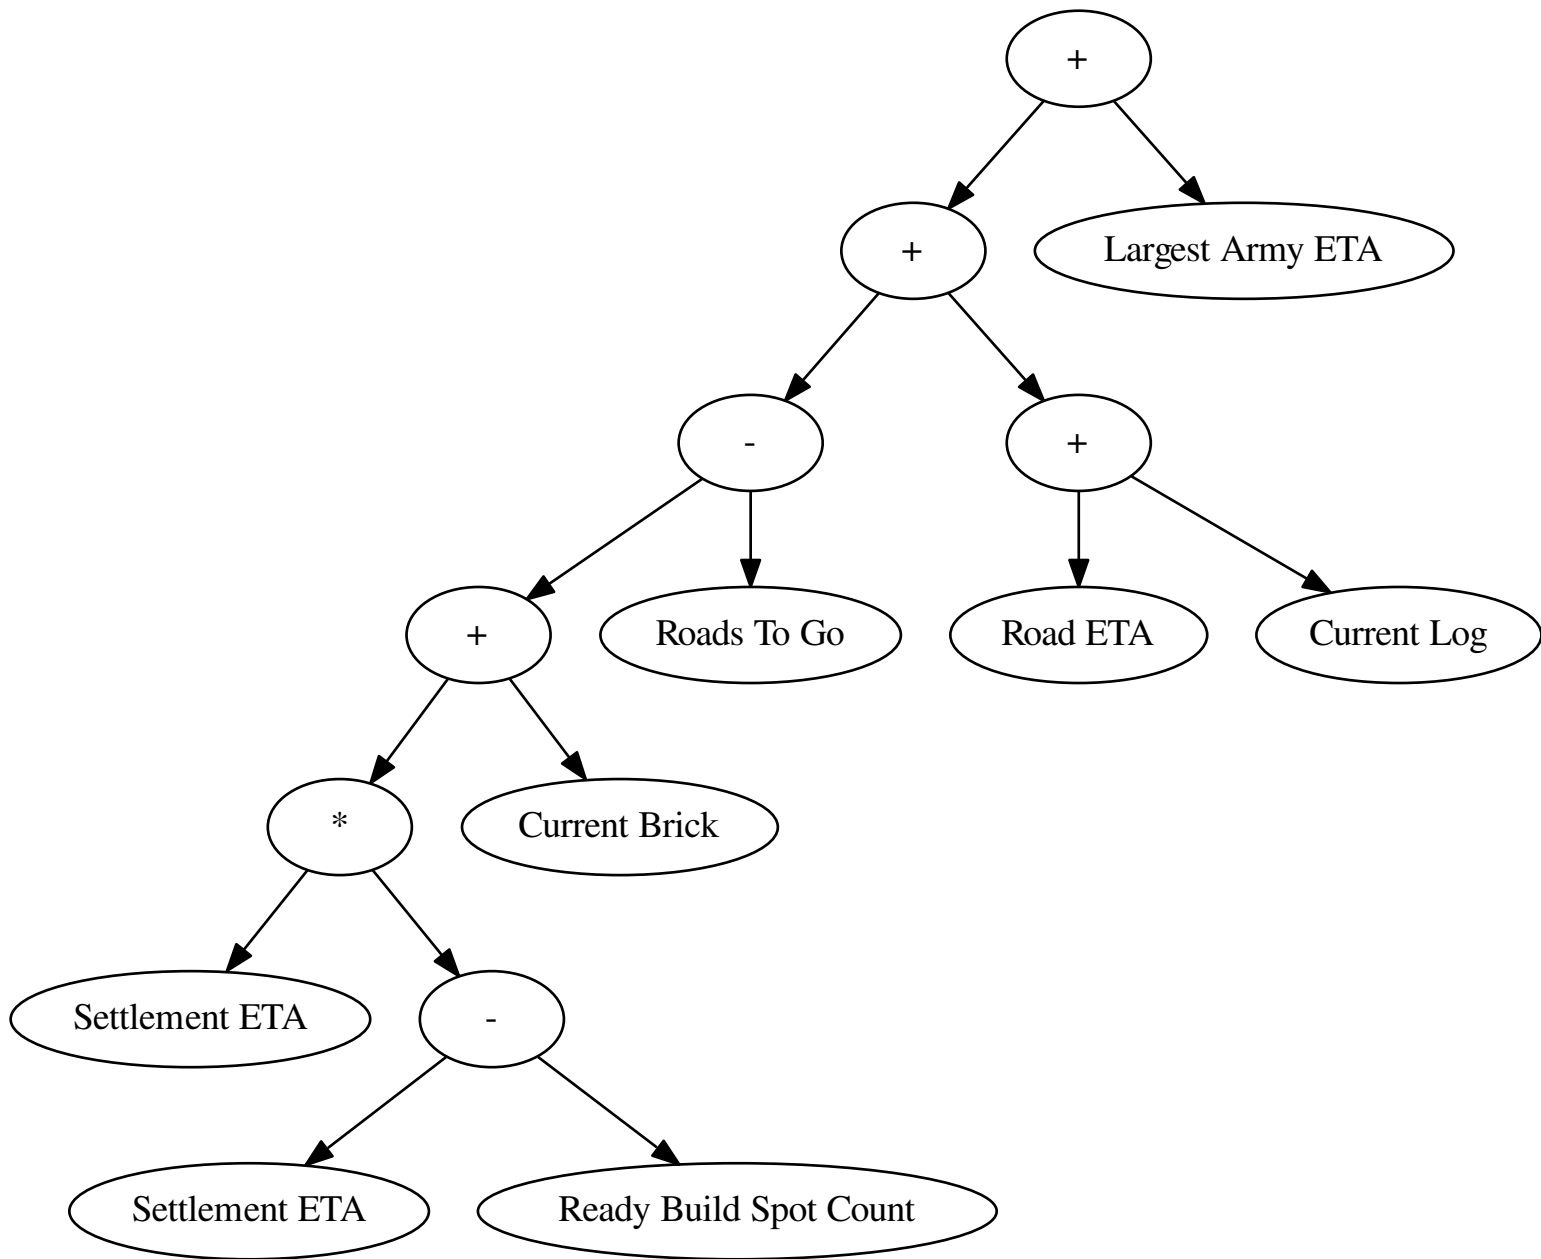 +
+
Largest Army ETA
-
+
+
Roads To Go
Road ETA
Current Log
*
Current Brick
Settlement ETA
-
Settlement ETA
Ready Build Spot Count